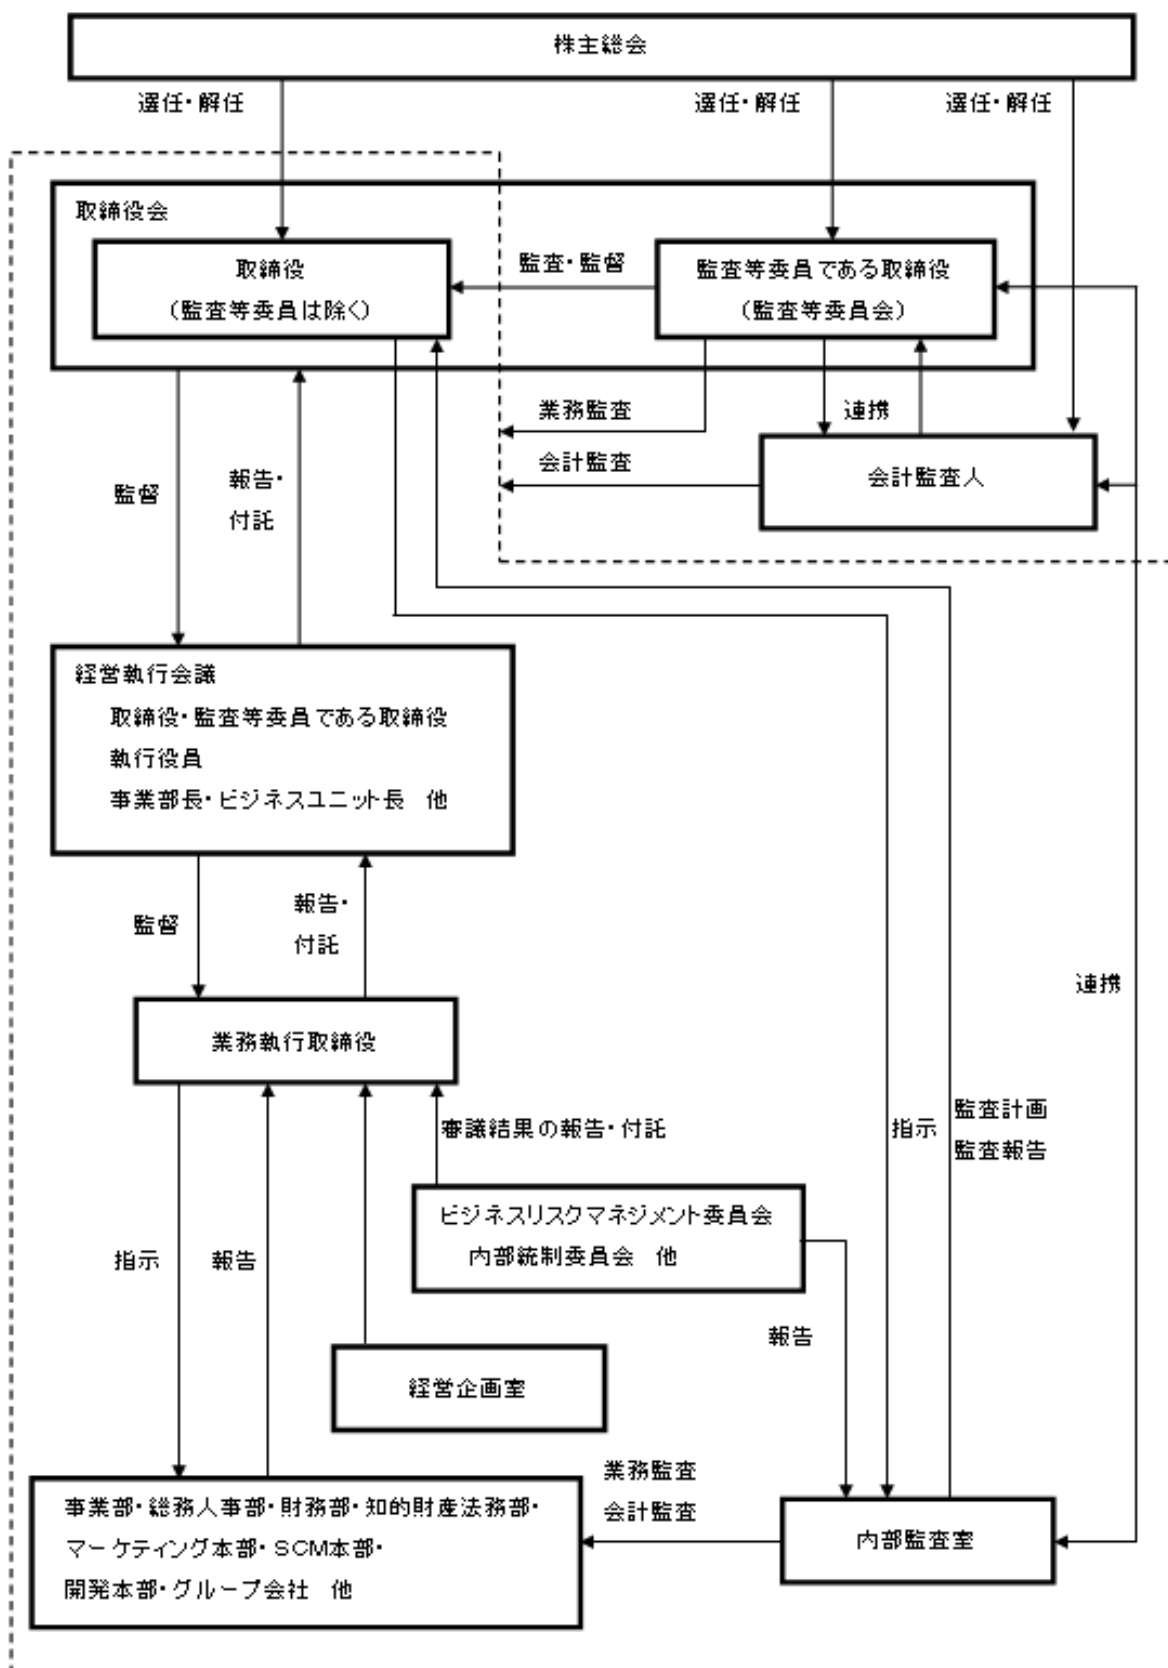 株主総会
選任・解任
選任・解任
選任・解任
取締役会
取締役
（監査等委員は除く）
監査・監督
監査等委員である取締役
（監査等委員会）
業務監査
連携
会計監査
会計監査人
監督
報告・
付託
経営執行会議
取締役・監査等委員である取締役
執行役員
事業部長・ビジネスユニット長　他
監督
報告・
付託
連携
業務執行取締役
審議結果の報告・付託
指示
監査計画
監査報告
ビジネスリスクマネジメント委員会
内部統制委員会　他
指示
報告
報告
経営企画室
業務監査
会計監査
事業部・総務人事部・財務部・知的財産法務部・
マーケティング本部・SCM本部・
開発本部・グループ会社　他
内部監査室